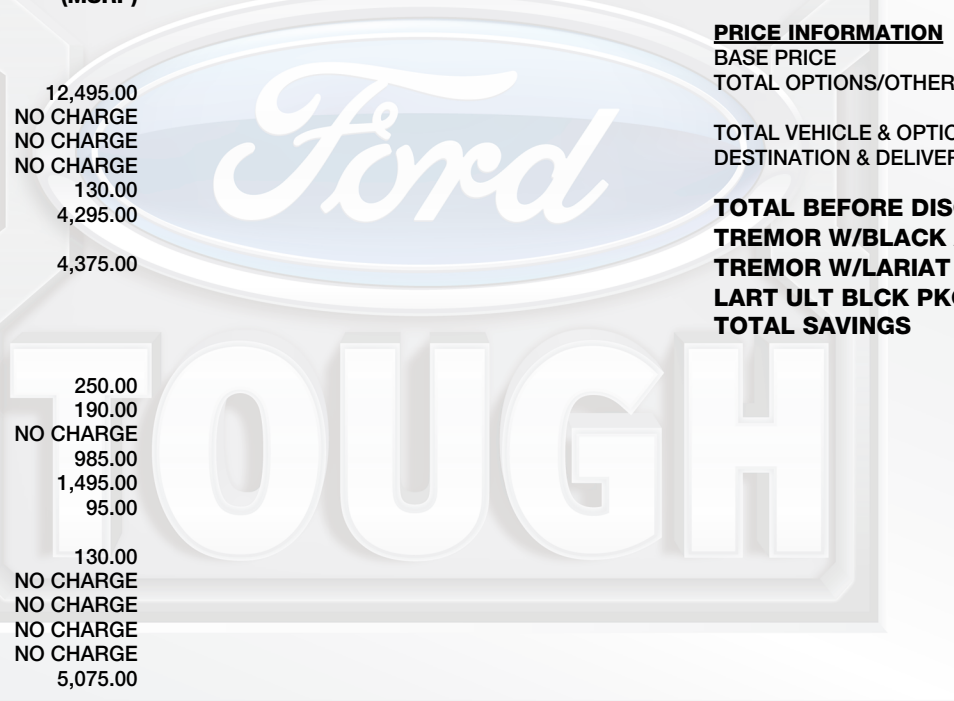 (MSRP)
12,495.00
NO CHARGE
NO CHARGE
NO CHARGE
130.00
4,295.00
4,375.00
250.00
190.00
NO CHARGE
985.00
1,495.00
95.00
130.00
NO CHARGE
NO CHARGE
NO CHARGE
NO CHARGE
5,075.00
PRICE INFORMATION
BASE PRICE
TOTAL OPTIONS/OTHER
TOTAL VEHICLE & OPTIO
DESTINATION & DELIVER
TOTAL BEFORE DIS
TREMOR W/BLACK
TREMOR W/LARIAT
LART ULT BLCK PK
TOTAL SAVINGS
Ford
TOUGH